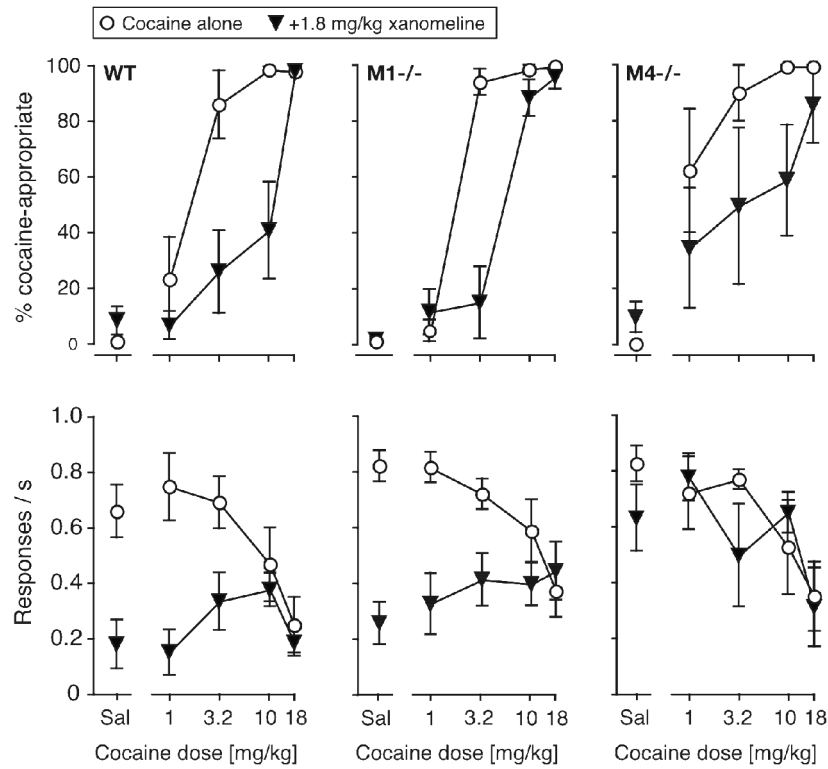 Cocaine alone +1.8 mg/kg xanomeline
WT M1-/- M4-/-
% cocaine-appropriate
100
80
60
40
20
0
Responses / s
1.0
0.8
0.6
0.4
0.2
0
Sal 1 3.2 10 18 Sal 1 3.2 10 18 Sal 1 3.2 10 18
Cocaine dose [mg/kg] Cocaine dose [mg/kg] Cocaine dose [mg/kg]